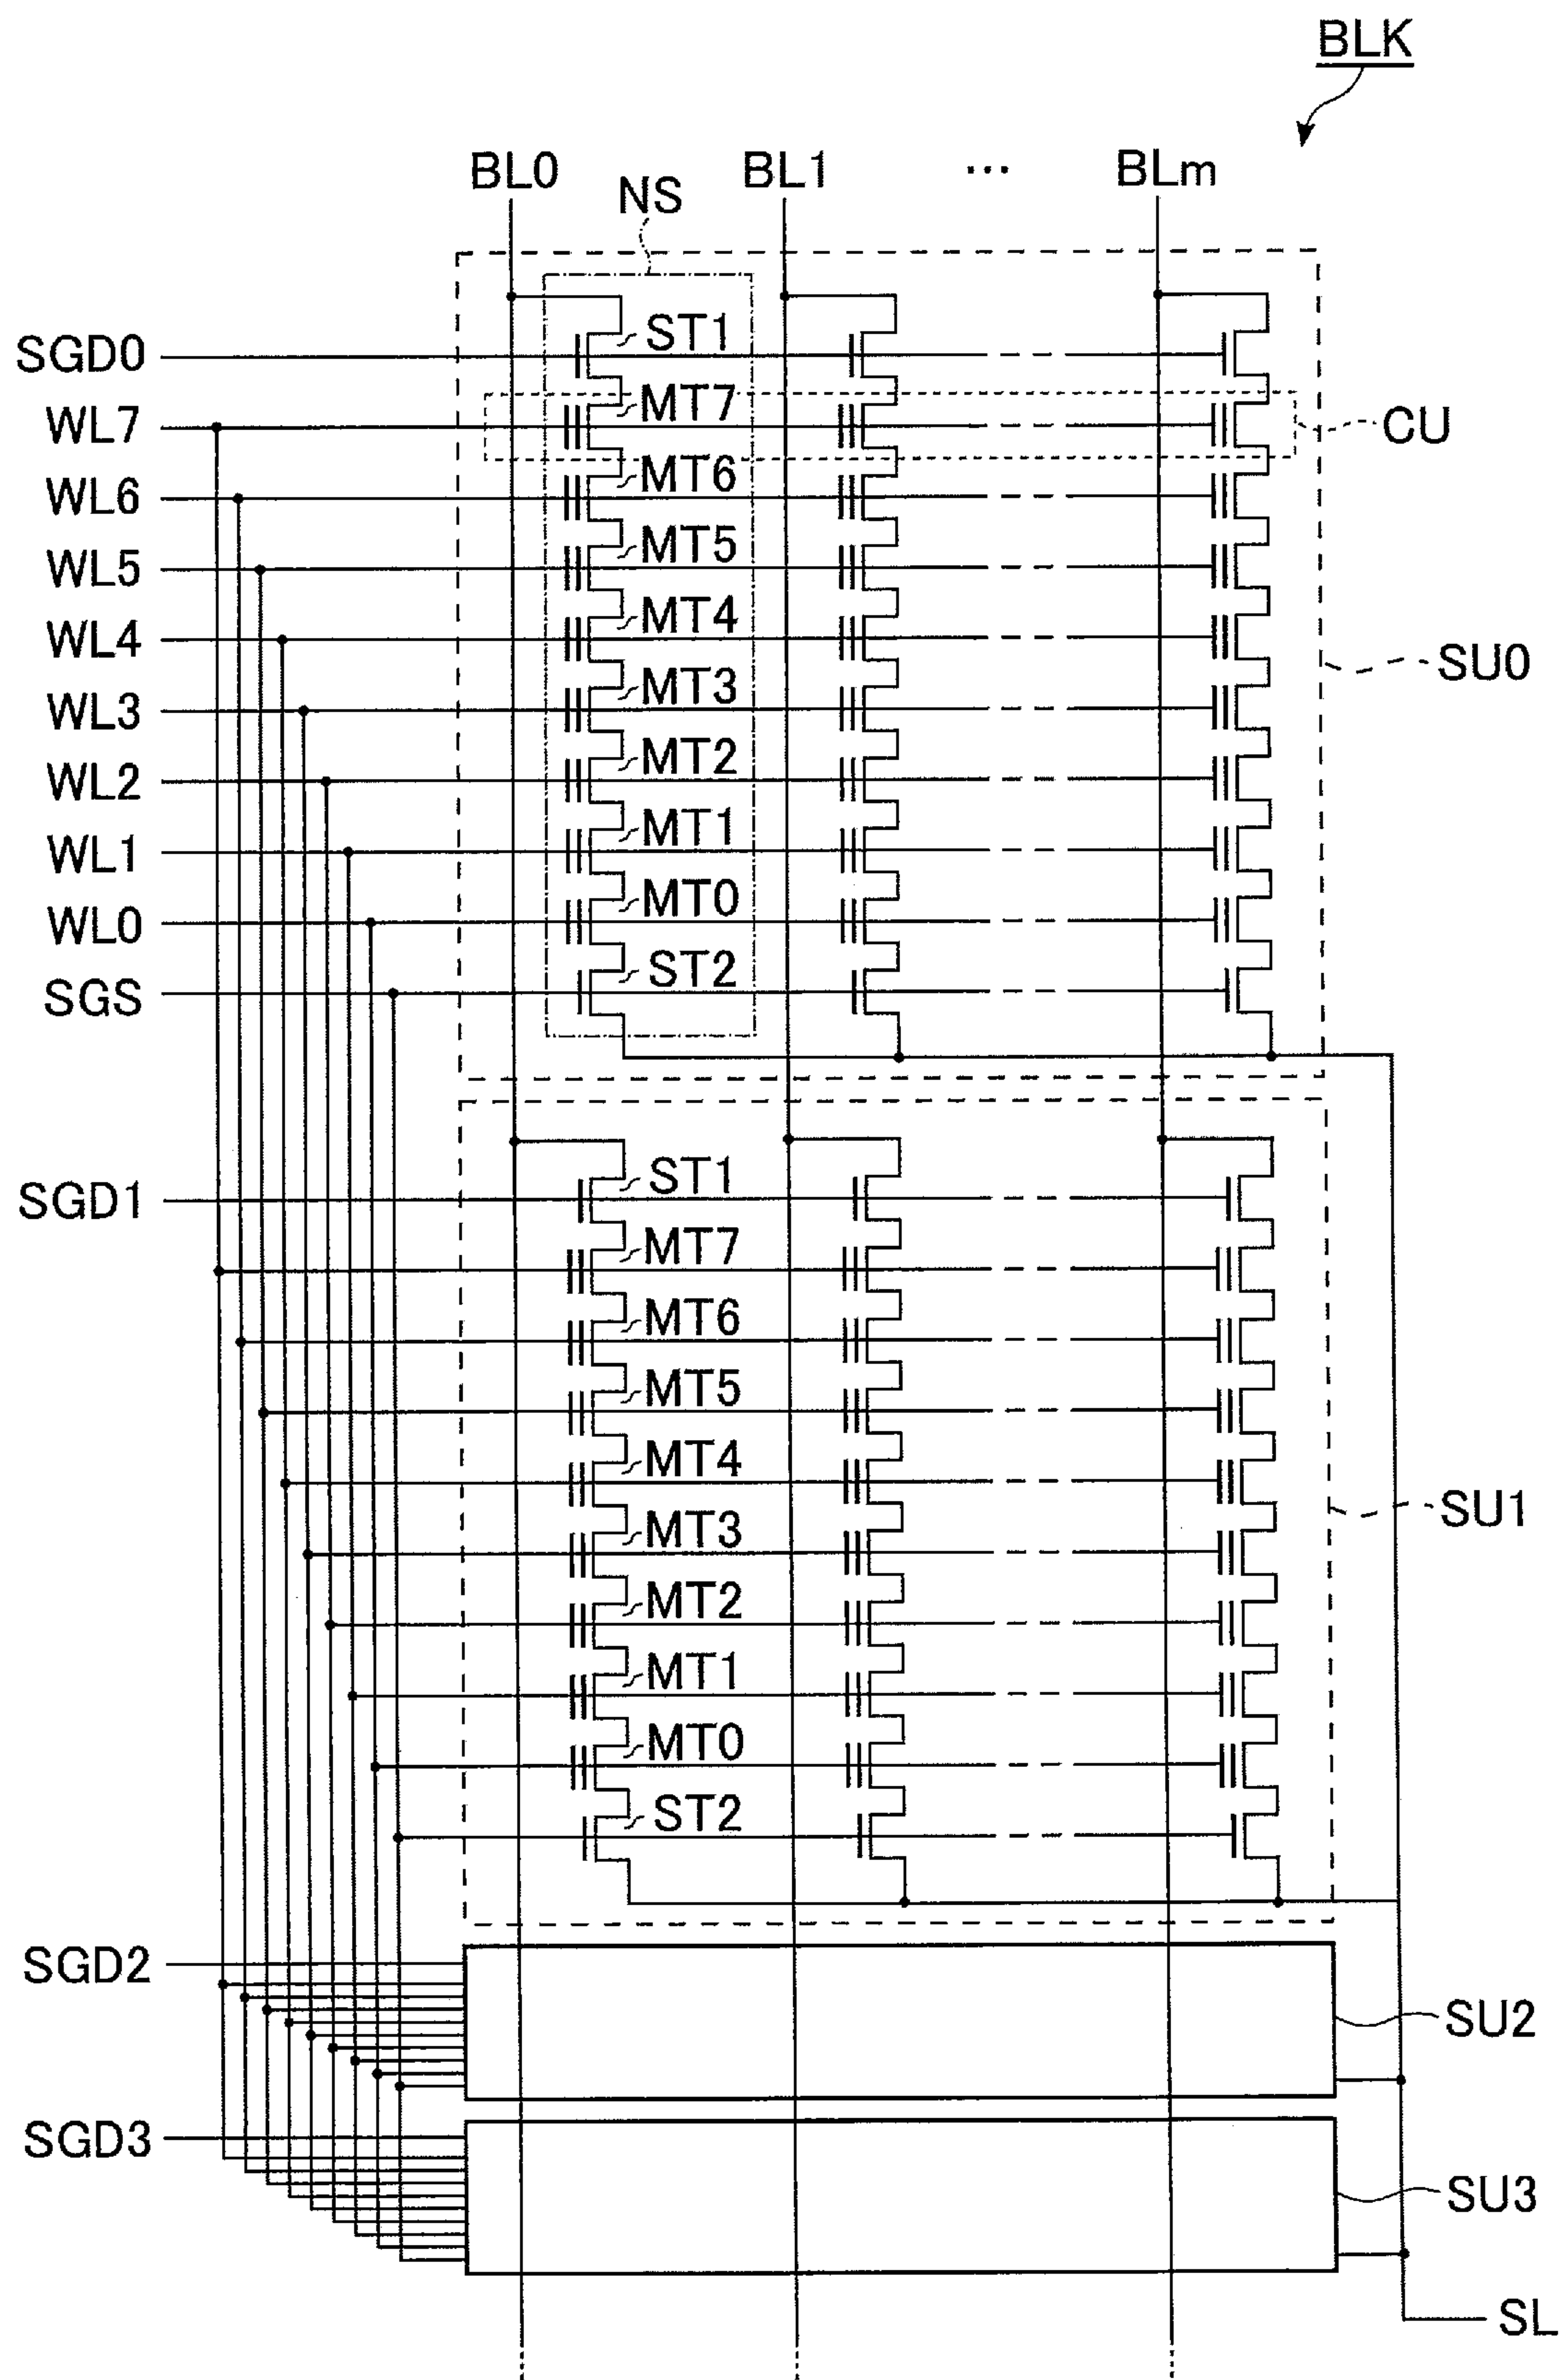 BLK
BL0 BL1 ... BLm
NS
SGD0 ST1
WL7 MT7 CU
WL6 MT6
WL5 MT5
WL4 MT4
SU0
WL3 MT3
WL2 MT2
WL1 MT1
WL0 MT0
SGS ST2
SGD1 ST1
MT7
MT6
MT5
MT4
SU1
MT3
MT2
MT1
MT0
ST2
SGD2
SU2
SGD3
SU3
SL